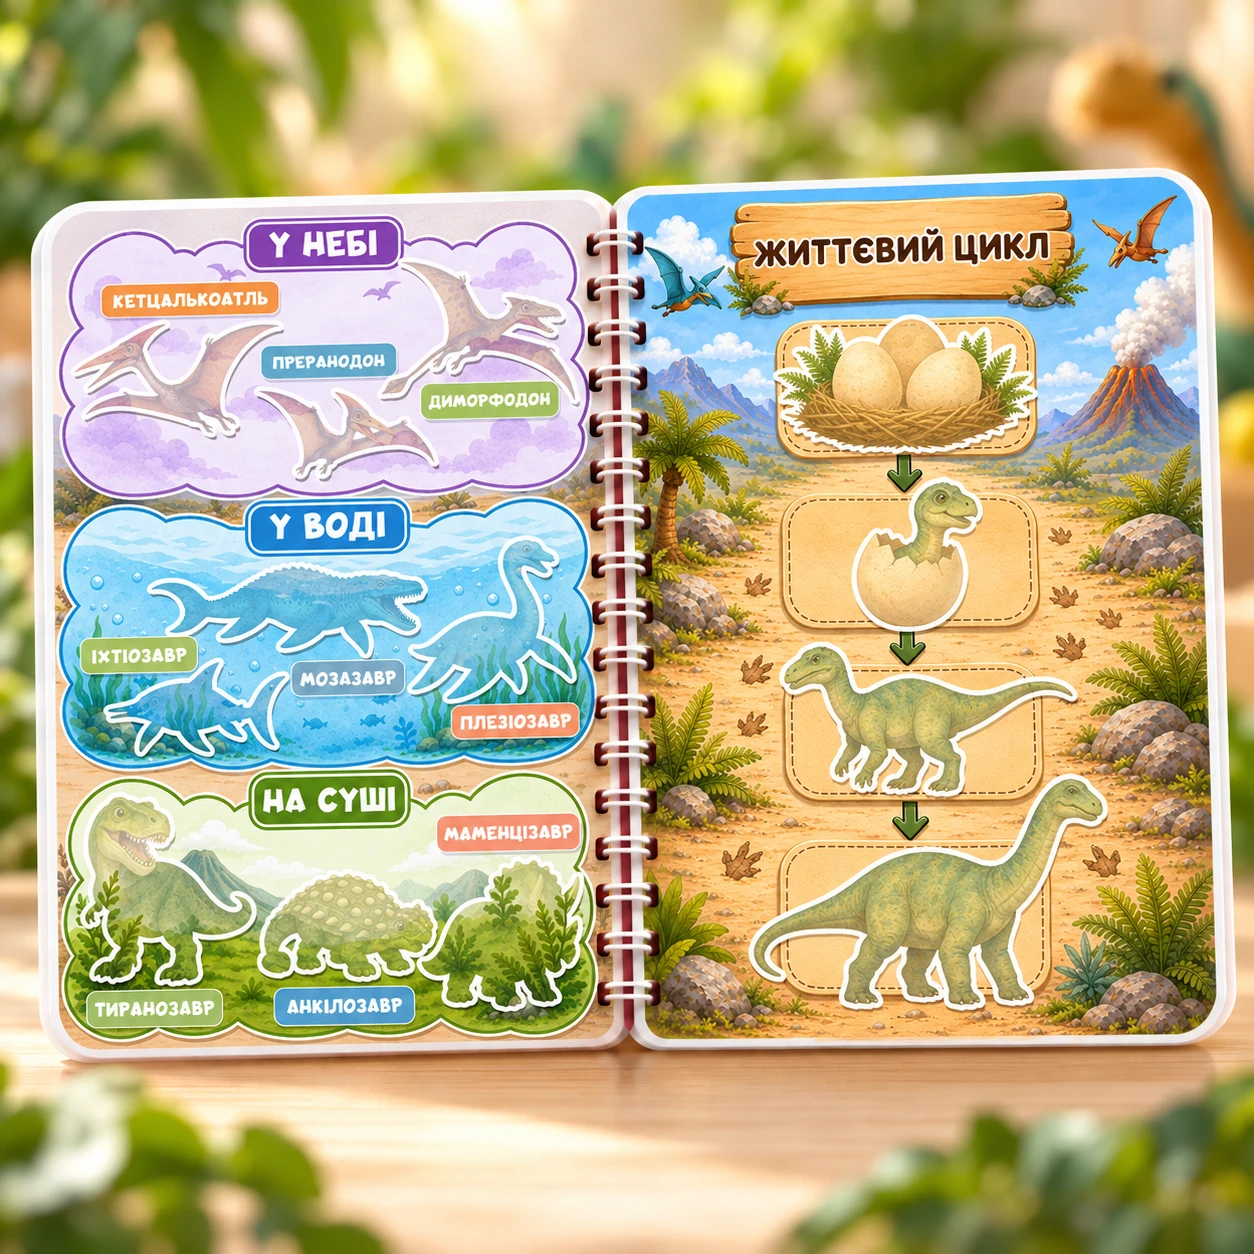 У НЕБІ
КЕТЦАЛЬКОАТЛЬ
ПРЕРАНОДОН
ДИМОРФОДОН
У ВОДІ
ІХТІОЗАВР
МОЗАЗАВР
ПЛЕЗІОЗАВР
НА СУШІ
МАМЕНЦІЗАВР
ТИРАНОЗАВР
АНКІЛОЗАВР
ЖИТТЄВИЙ ЦИКЛ